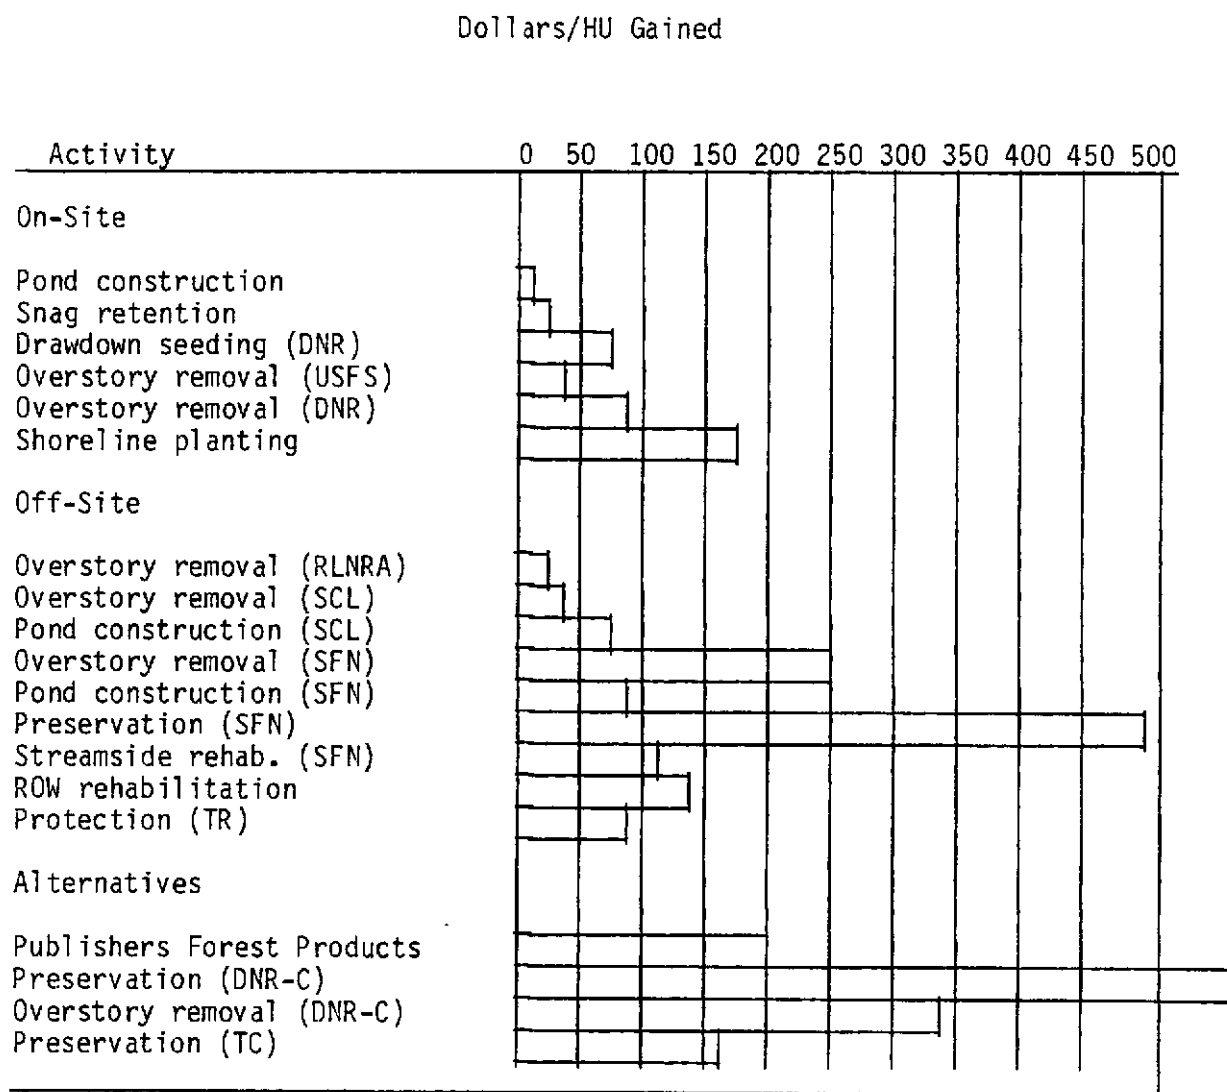 Dollars/HU Gained
Activity 0 50 100 150 200 250 300 350 400 450 500
On-Site
Pond construction
Snag retention
Drawdown seeding (DNR)
Overstory removal (USFS)
Overstory removal (DNR)
Shoreline planting
Off-Site
Overstory removal (RLNRA)
Overstory removal (SCL)
Pond construction (SCL)
Overstory removal (SFN)
Pond construction (SFN)
Preservation (SFN)
Streamside rehab. (SFN)
ROW rehabilitation
Protection (TR)
Alternatives
Publishers Forest Products
Preservation (DNR-C)
Overstory removal (DNR-C)
Preservation (TC)